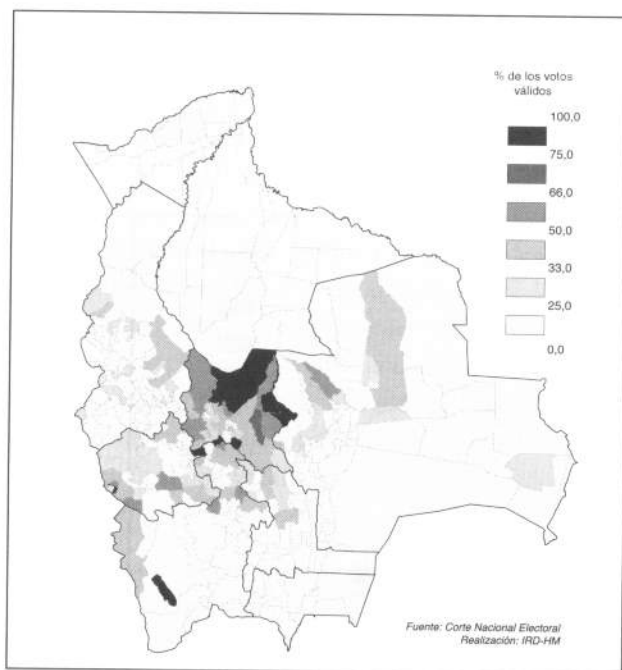 % de los votos
válidos
100,0
75,0
66,0
50,0
33,0
25,0
0,0
Fuente: Corte Nacional Electoral
Realización: IRD-HM